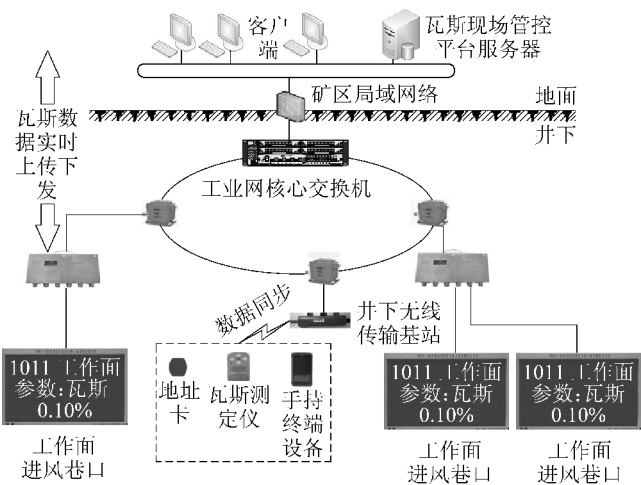 客户
端
瓦斯现场管控
平台服务器
矿区局域网络
地面
井下
瓦斯数
据实时
上传下
发
工业网核心交换机
数据同步
井下无线
传输基站
地址
卡
瓦斯测
定仪
手持
终端
设备
1011 工作面
参数:瓦斯
0.10%
工作面
进风巷口
1011 工作面
参数:瓦斯
0.10%
工作面
进风巷口
1011 工作面
参数:瓦斯
0.10%
工作面
进风巷口